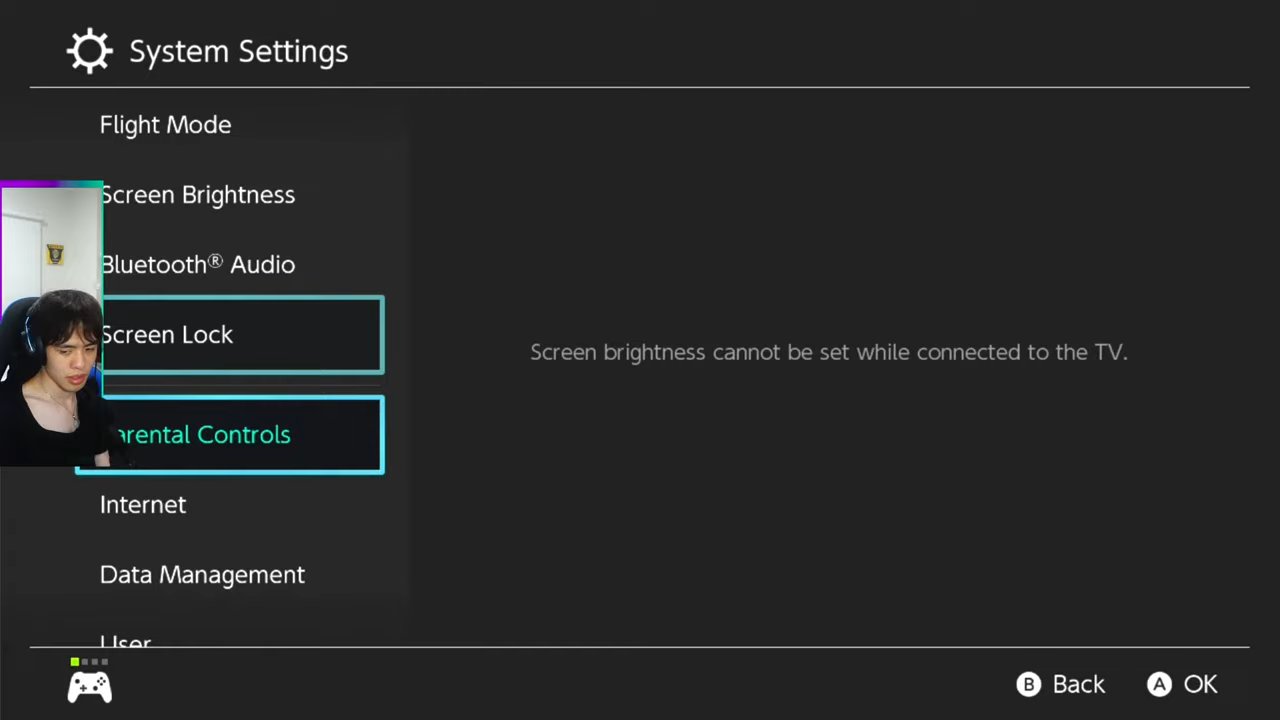 System Settings
Flight Mode
Screen Brightness
Bluetooth® Audio
Screen Lock
Screen brightness cannot be set while connected to the TV.
arental Controls
Internet
Data Management
User
B Back A OK